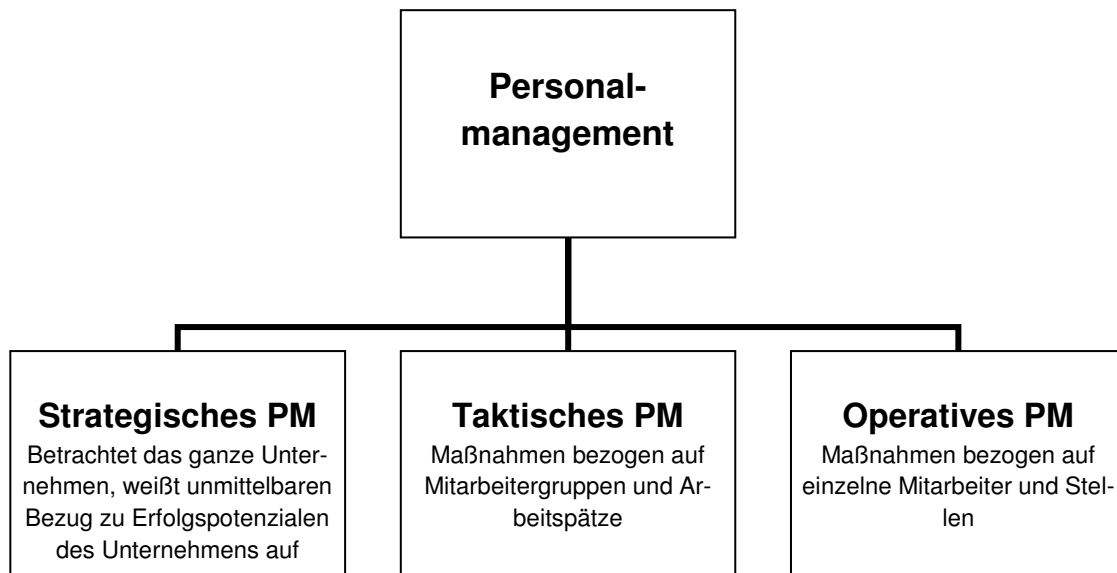 Personal-
management
Strategisches PM
Betrachtet das ganze Unter-
nehmen, weißt unmittelbaren
Bezug zu Erfolgspotenzialen
des Unternehmens auf
Taktisches PM
Maßnahmen bezogen auf
Mitarbeitergruppen und Ar-
beitspätze
Operatives PM
Maßnahmen bezogen auf
einzelne Mitarbeiter und Stel-
len